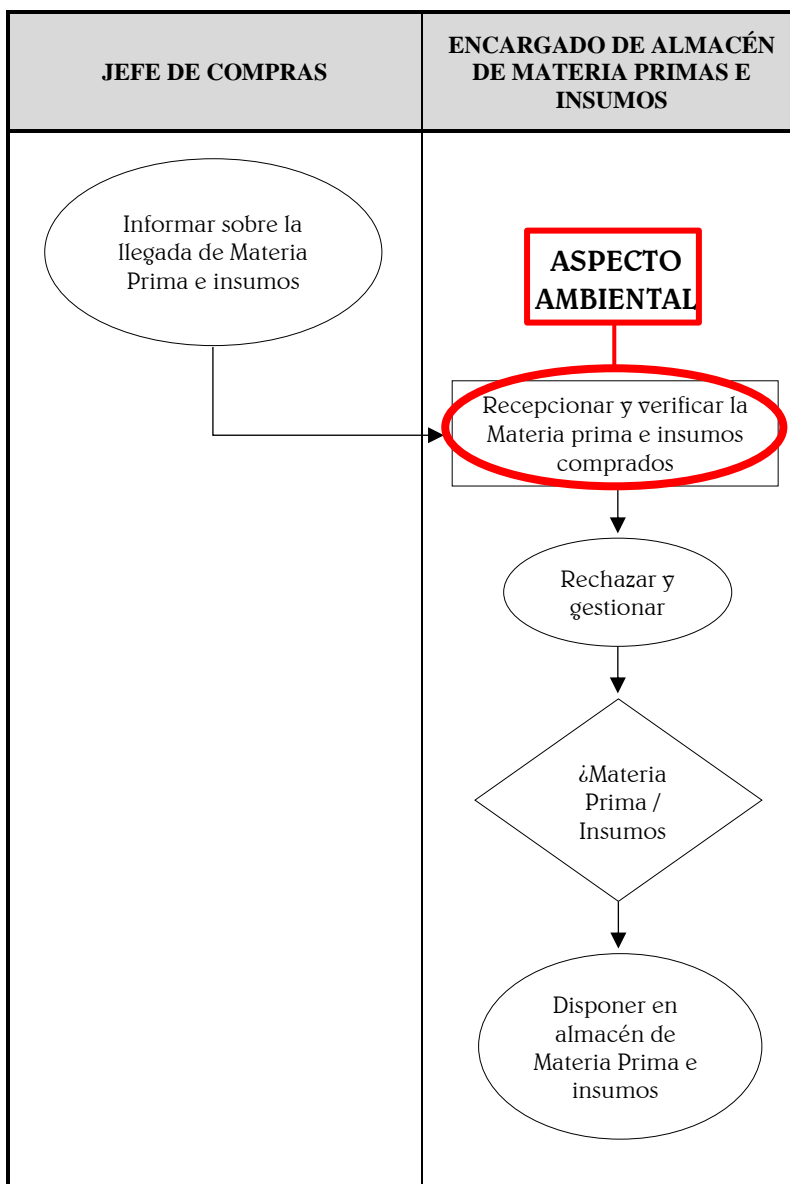 JEFE DE COMPRAS
ENCARGADO DE ALMACÉN
DE MATERIA PRIMAS E
INSUMOS
Informar sobre la
llegada de Materia
Prima e insumos
ASPECTO
AMBIENTAL
Recepcionar y verificar la
Materia prima e insumos
comprados
Rechazar y
gestionar
¿Materia
Prima /
Insumos
Disponer en
almacén de
Materia Prima e
insumos